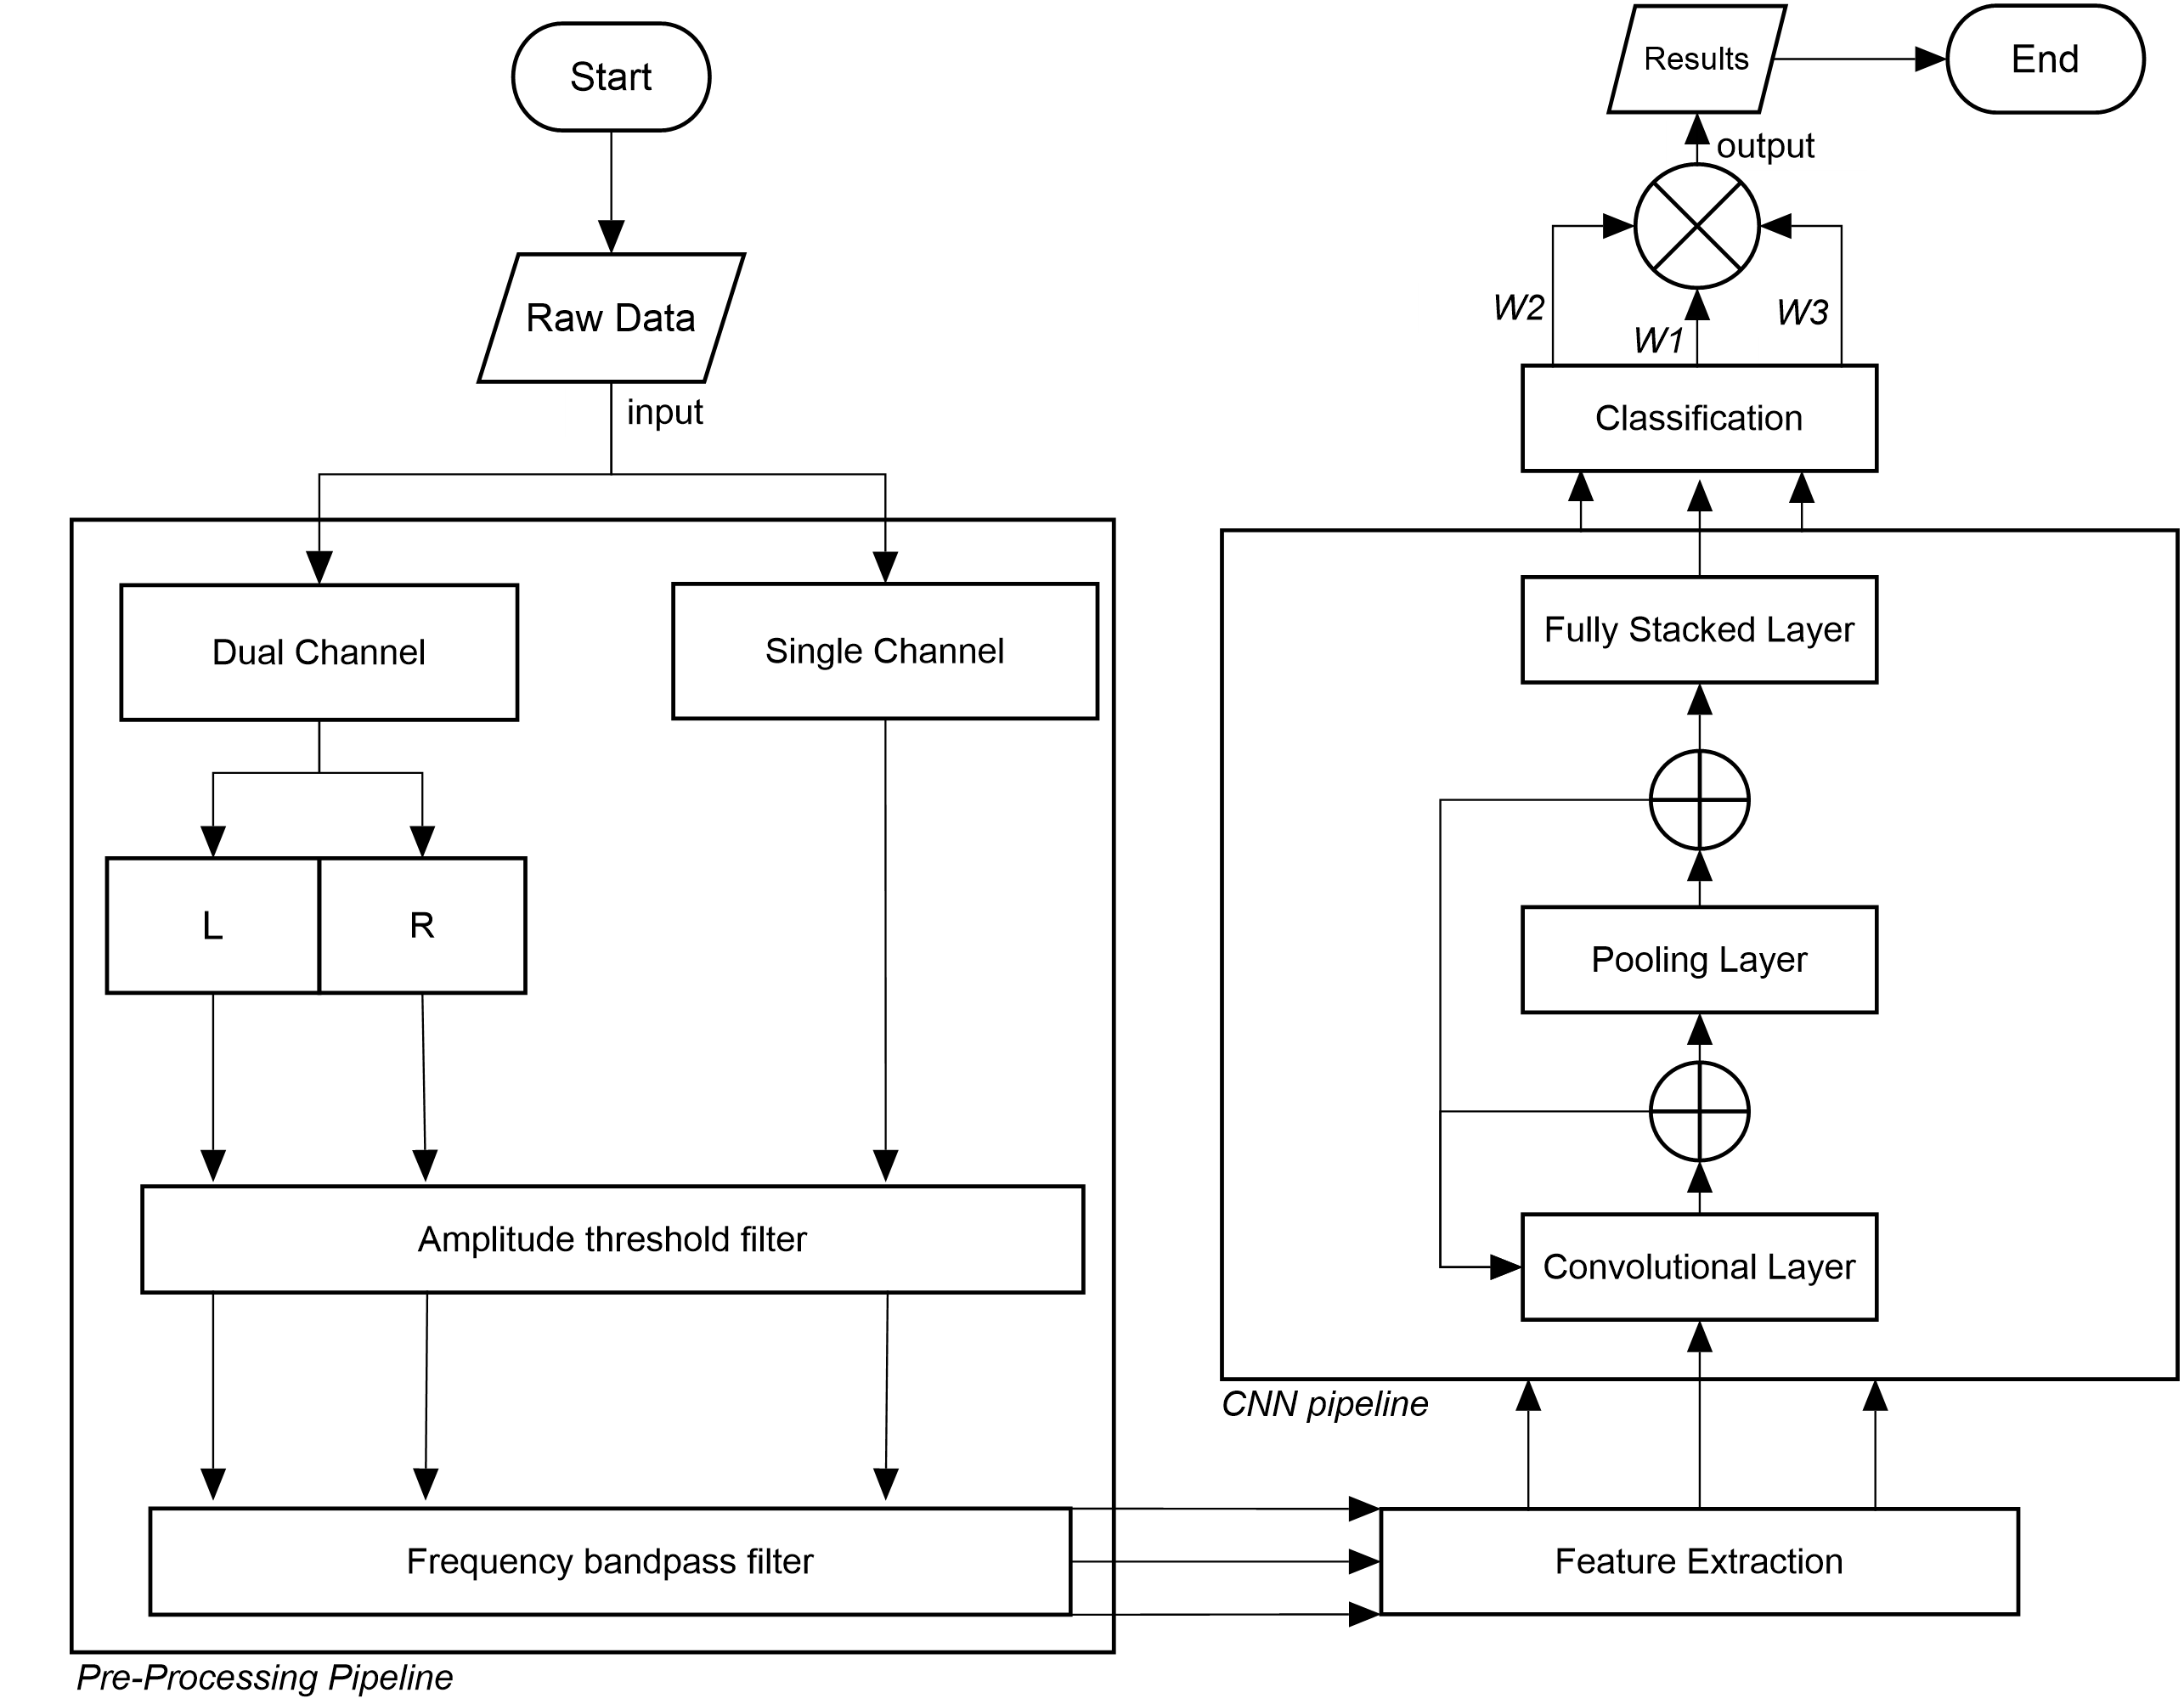 Start
Raw Data
input
Dual Channel
Single Channel
L
R
Amplitude threshold filter
Frequency bandpass filter
Pre-Processing Pipeline
Results
End
output
W2
W1
W3
Classification
Fully Stacked Layer
Pooling Layer
Convolutional Layer
CNN pipeline
Feature Extraction